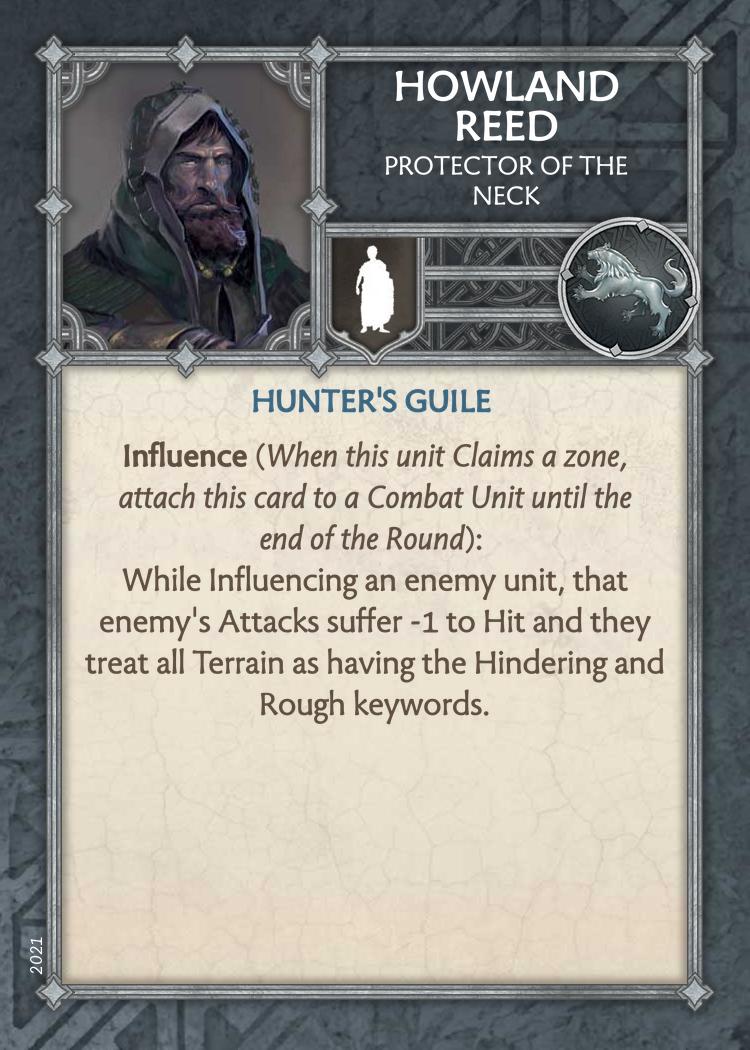 HOWLAND
REED
PROTECTOR OF THE
NECK
HUNTER'S GUILE
Influence (When this unit Claims a zone,
attach this card to a Combat Unit until the
end of the Round):
While Influencing an enemy unit, that
enemy's Attacks suffer -1 to Hit and they
treat all Terrain as having the Hindering and
Rough keywords.
2021